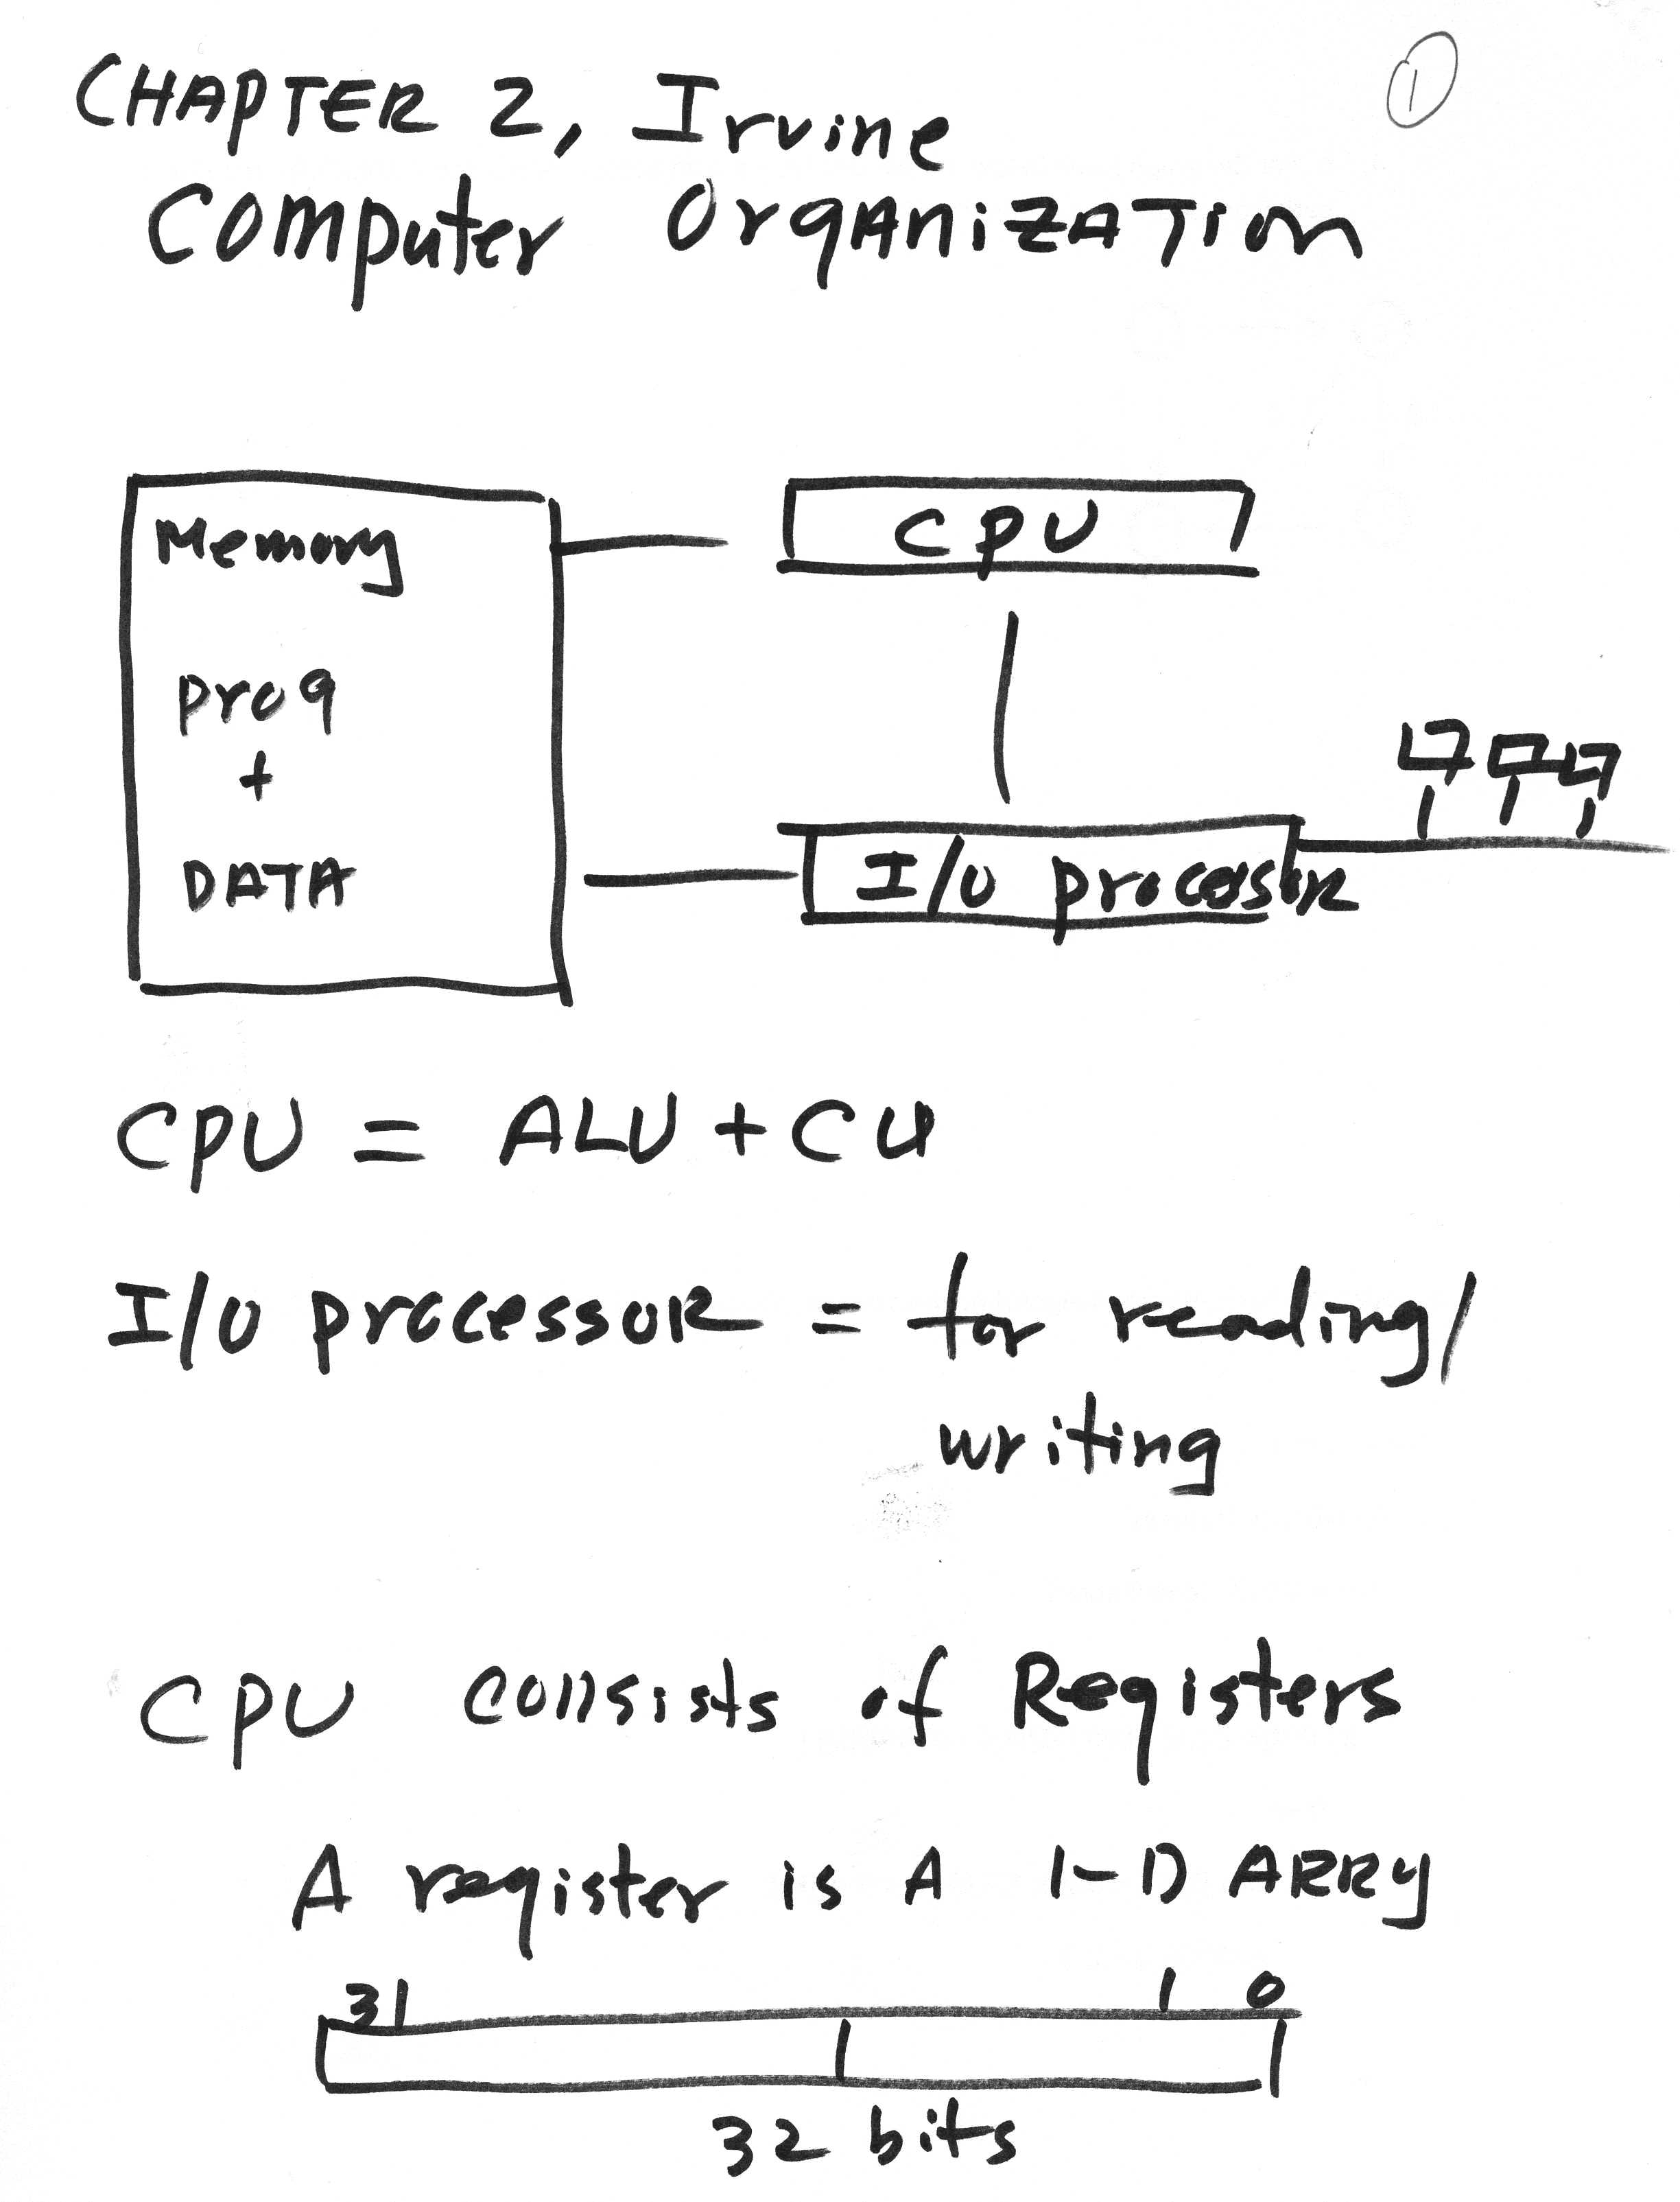 1
CHAPTER 2, Irvine
Computer Organization
Memory
CPU
prog
+
DATA
I/O processor
CPU = ALU + CU
I/O processor = for reading/
writing
CPU consists of Registers
A register is A 1-D ARRY
31 1 0
32 bits